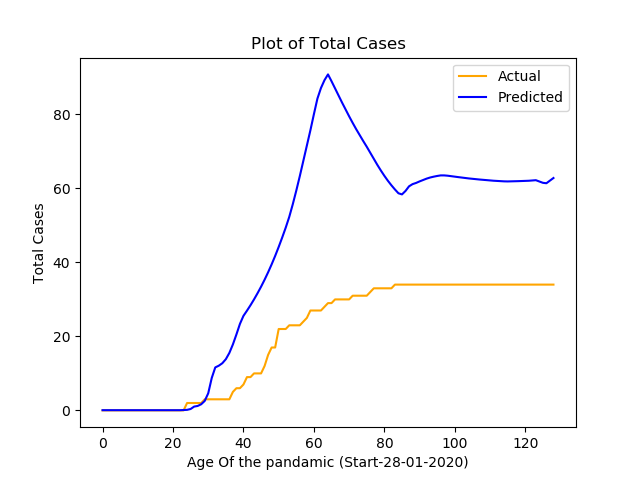 Plot of Total Cases
Actual
Predicted
80
60
40
20
0
Total Cases
0 20 40 60 80 100 120
Age Of the pandamic (Start-28-01-2020)